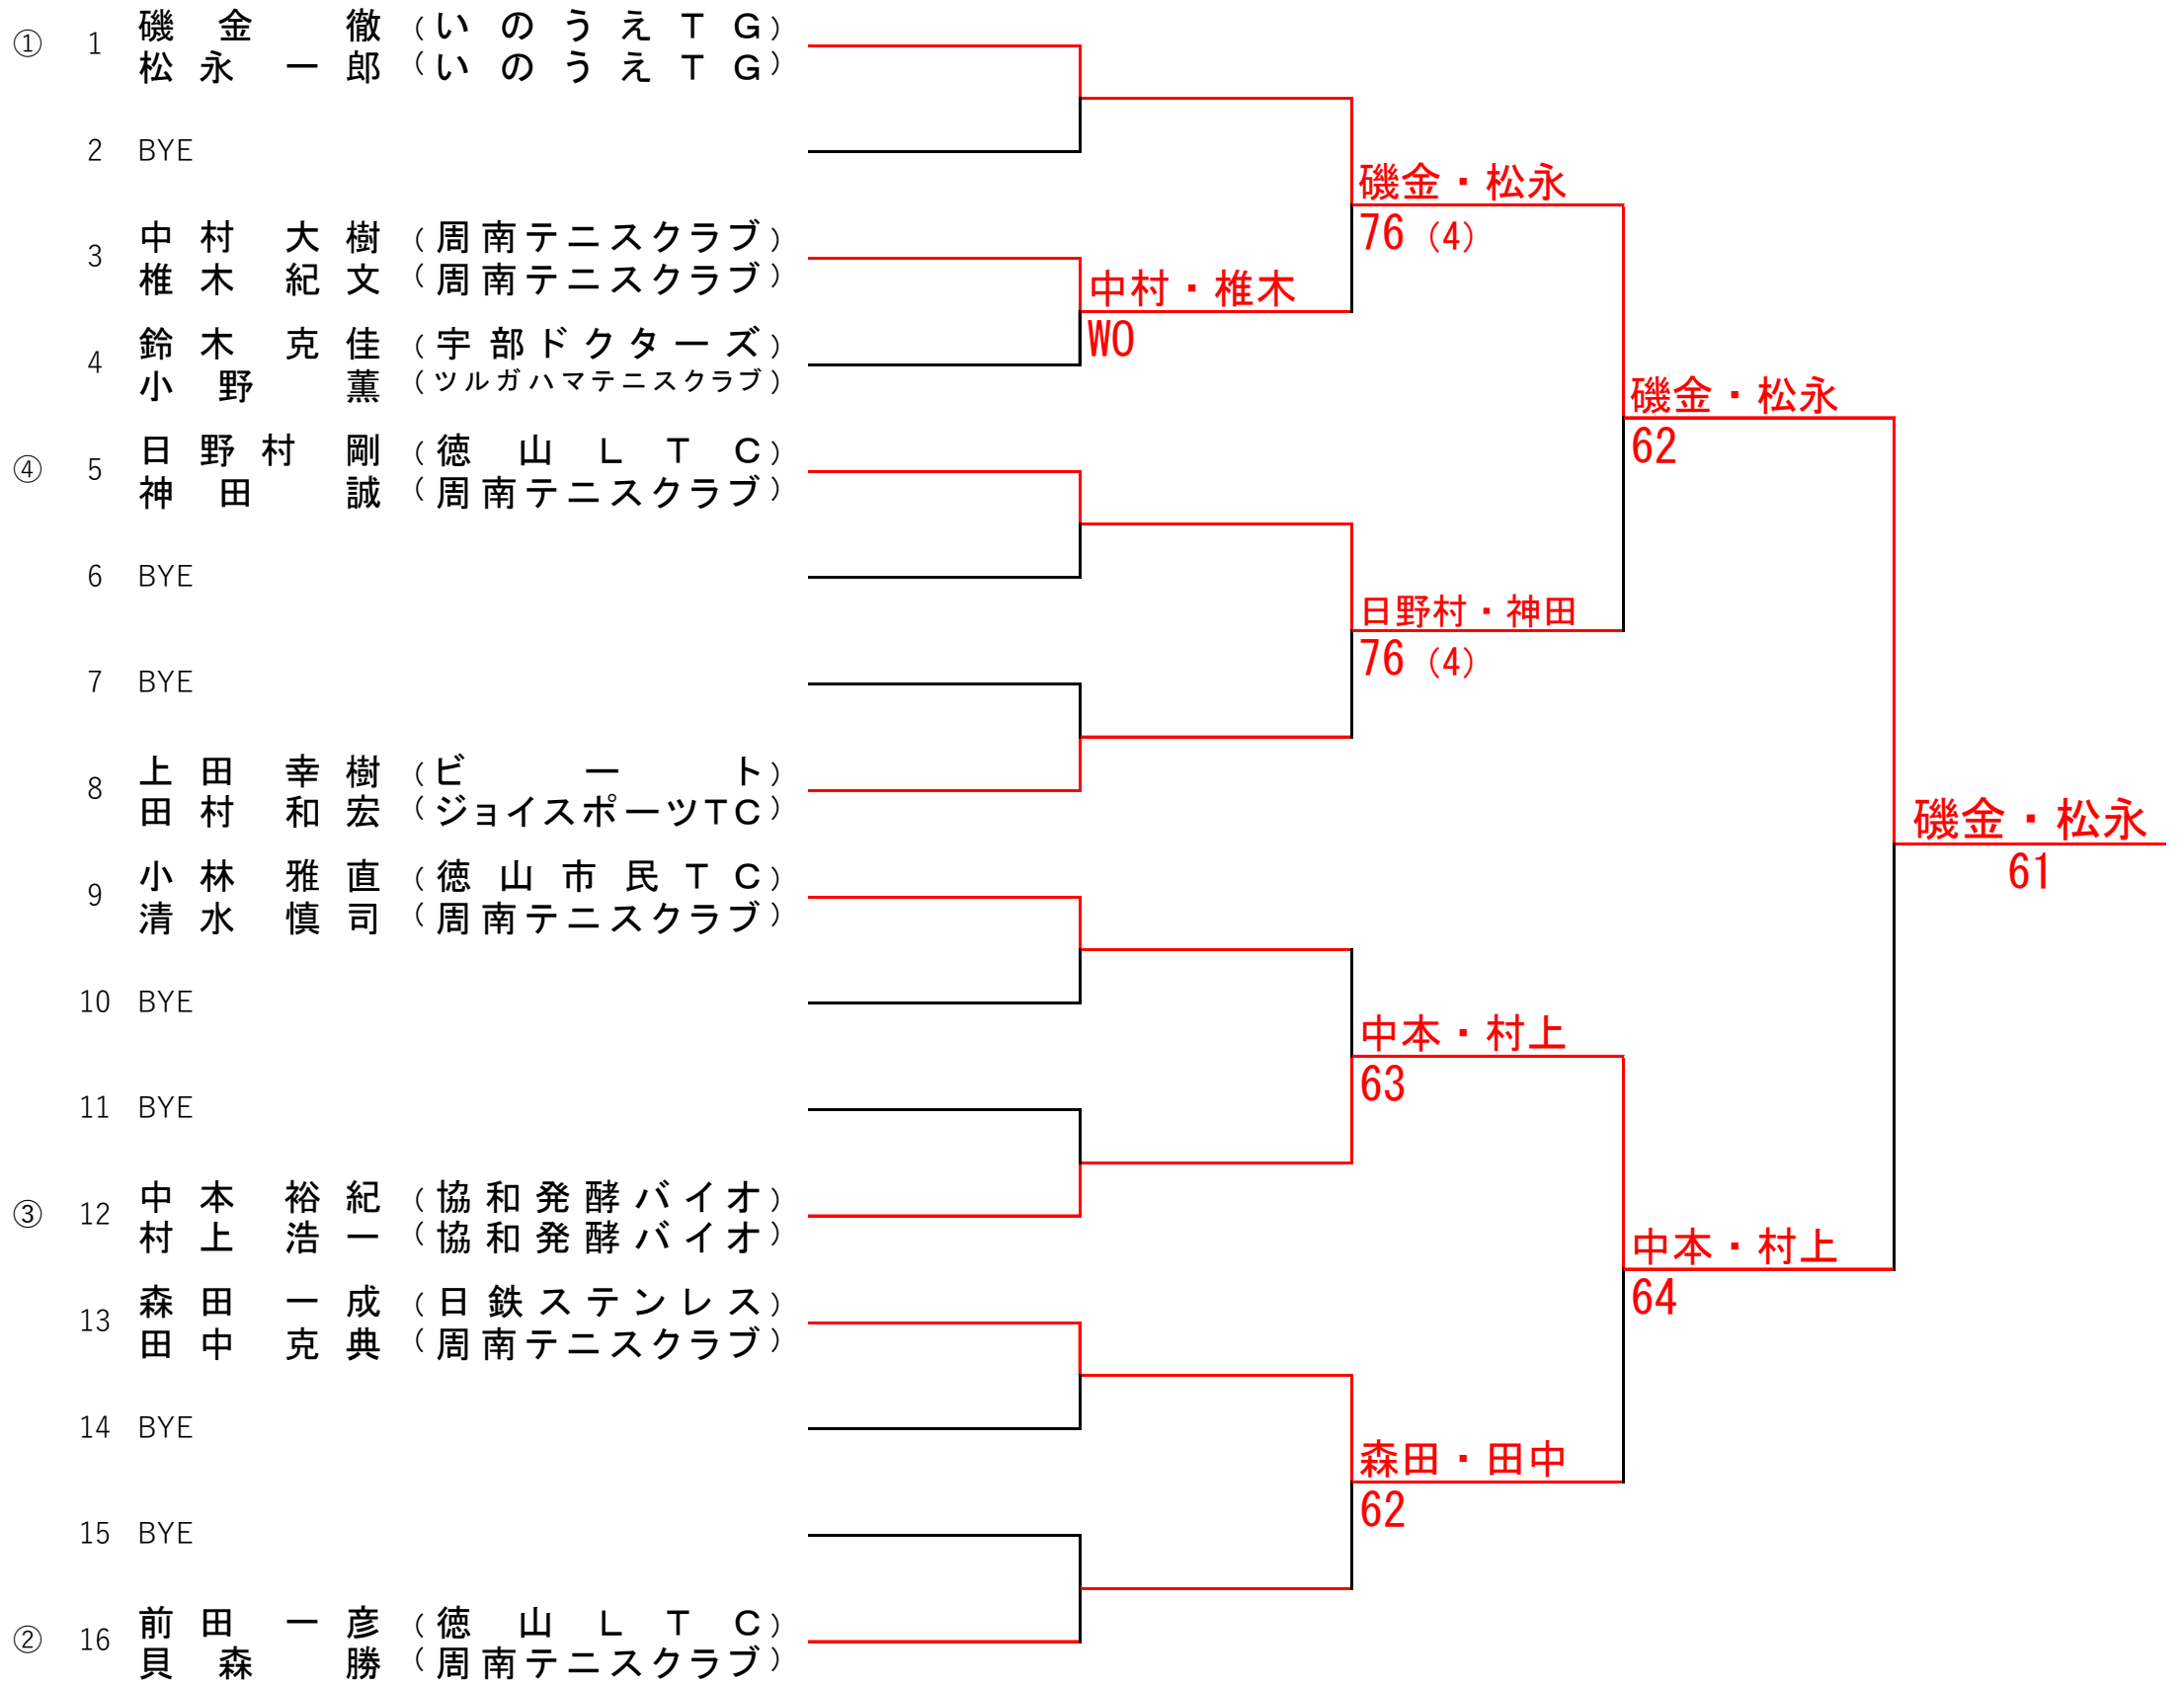 ① 1 磯金 徹 (いのうえTG)
松永 一郎 (いのうえTG)
2 BYE
磯金・松永
3 中村 大樹 (周南テニスクラブ)
76 (4)
椎木 紀文 (周南テニスクラブ)
中村・椎木
4 鈴木 克佳 (宇部ドクターズ)
WO
小野 薫 (ツルガハマテニスクラブ)
磯金・松永
62
④ 5 日野村 剛 (徳山LTC)
神田 誠 (周南テニスクラブ)
6 BYE
日野村・神田
76 (4)
7 BYE
8 上田 幸樹 (ビート)
田村 和宏 (ジョイスポーツTC)
磯金・松永
61
9 小林 雅直 (徳山市民TC)
清水 慎司 (周南テニスクラブ)
10 BYE
中本・村上
63
11 BYE
③ 12 中本 裕紀 (協和発酵バイオ)
村上 浩一 (協和発酵バイオ)
中本・村上
64
13 森田 一成 (日鉄ステンレス)
田中 克典 (周南テニスクラブ)
14 BYE
森田・田中
62
15 BYE
② 16 前田 一彦 (徳山LTC)
貝森 勝 (周南テニスクラブ)